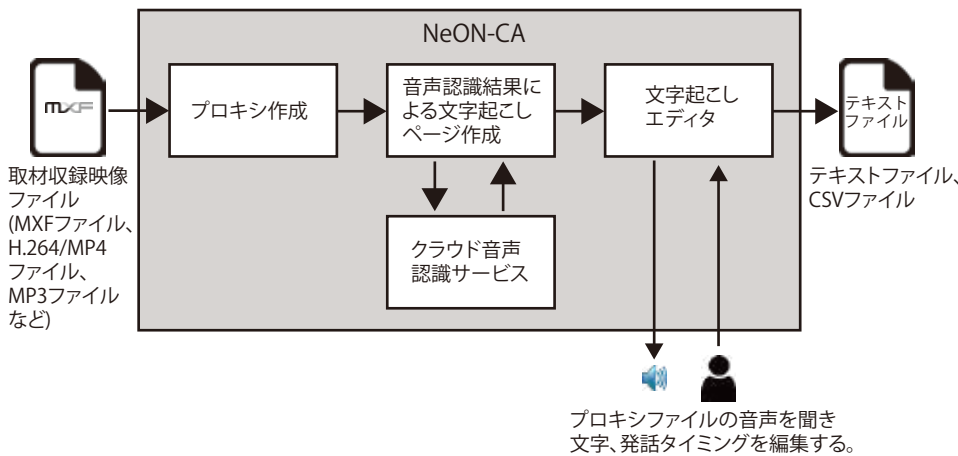 NeON-CA
MXF
プロキシ作成
音声認識結果に
よる文字起こし
ページ作成
文字起こし
エディタ
テキスト
ファイル
取材収録映像
ファイル
(MXFファイル、
H.264/MP4
ファイル、
MP3ファイル
など)
クラウド音声
認識サービス
テキストファイル、
CSVファイル
プロキシファイルの音声を聞き
文字、発話タイミングを編集する。